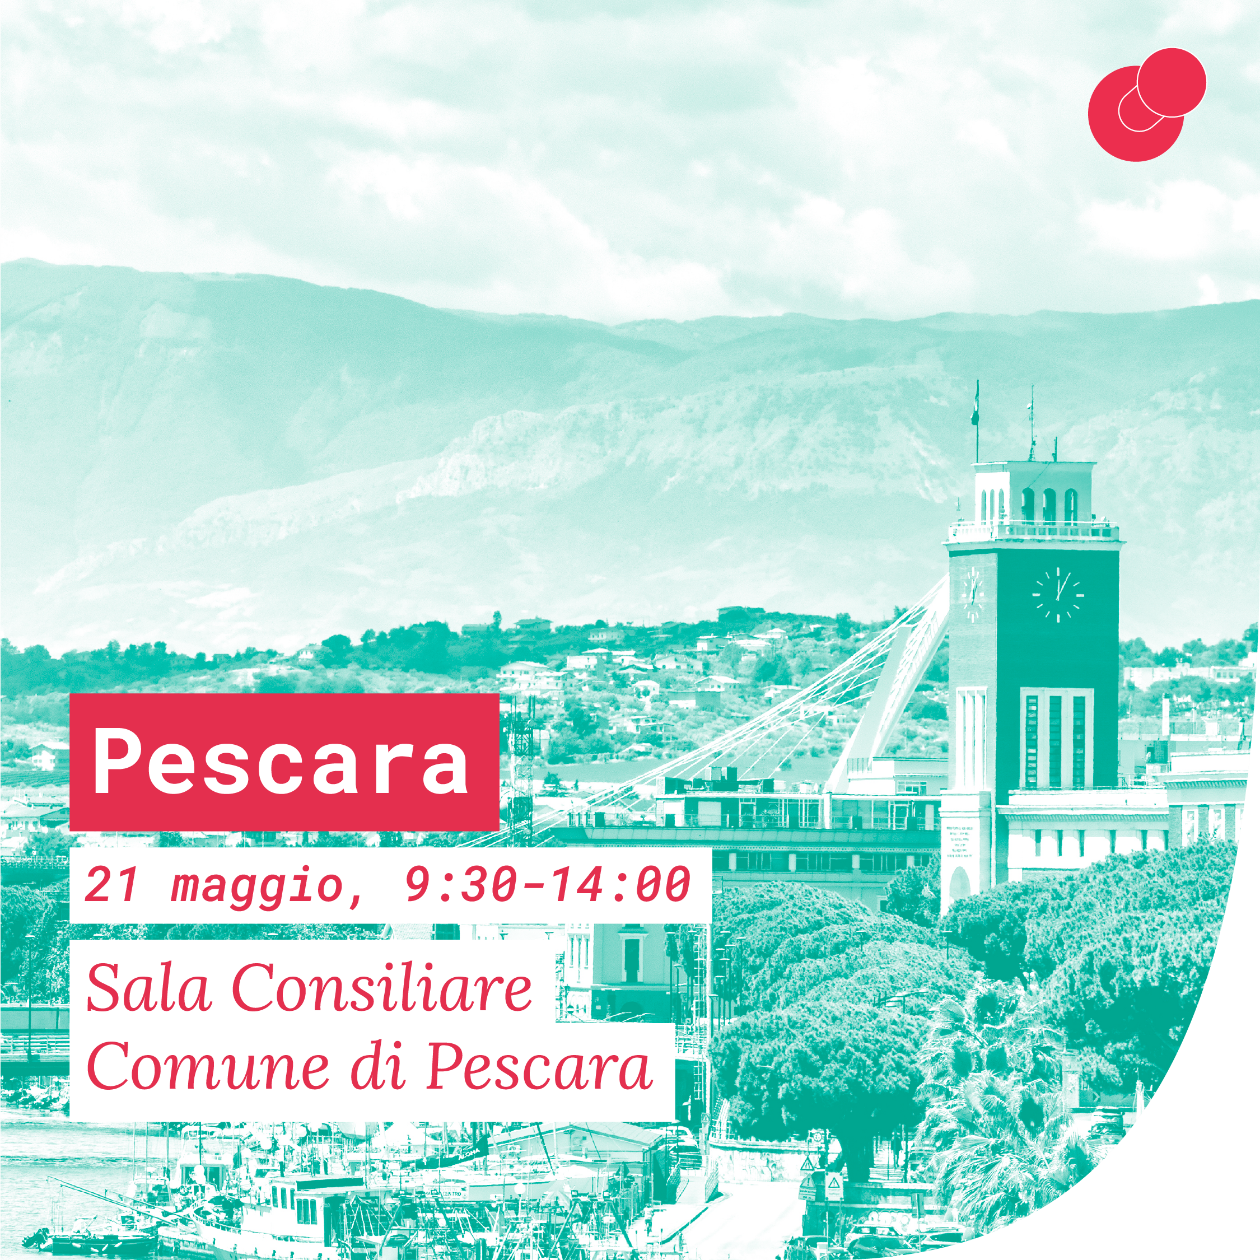 Pescara
21 maggio, 9:30-14:00
Sala Consiliare
Comune di Pescara